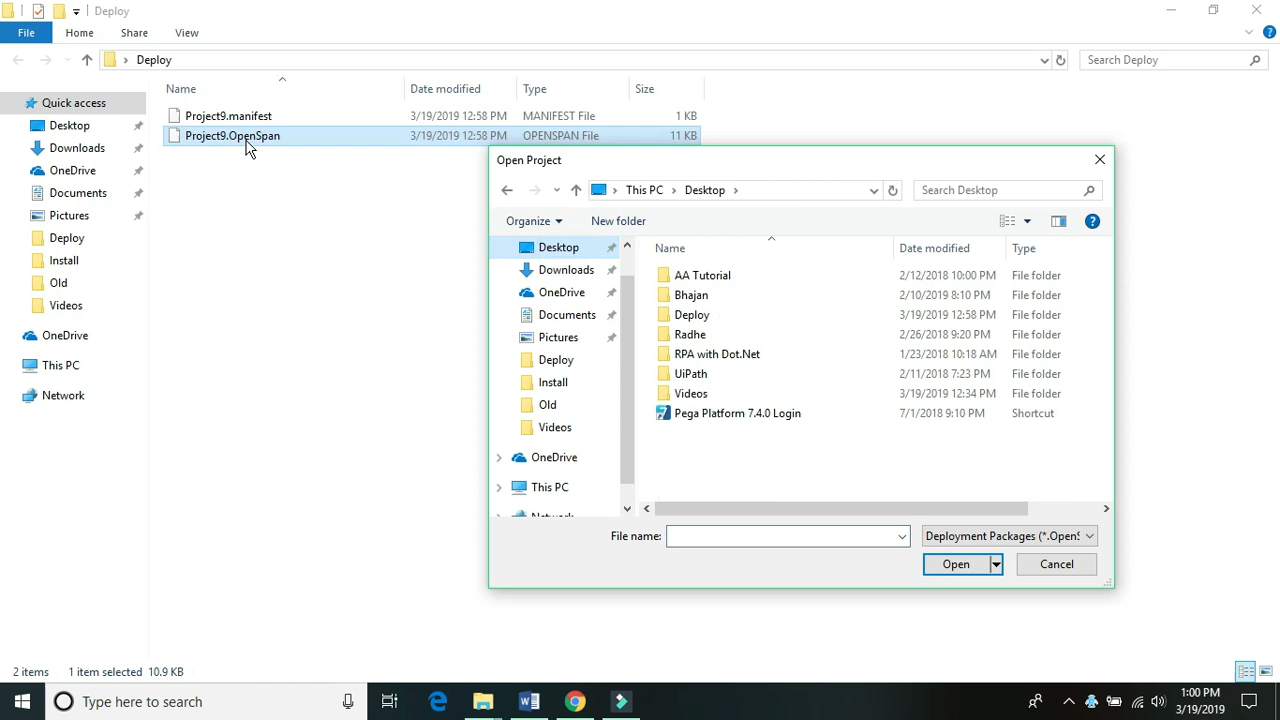 Deploy
File Home Share View
Deploy
Search Deploy
Name Date modified Type Size
Quick access
Desktop
Downloads
OneDrive
Documents
Pictures
Deploy
Install
Old
Videos
OneDrive
This PC
Network
Project9.manifest 3/19/2019 12:58 PM MANIFEST File 1 KB
Project9.OpenSpan 3/19/2019 12:58 PM OPENSPAN File 11 KB
Open Project
This PC Desktop
Search Desktop
Organize New folder
Desktop
Downloads
OneDrive
Documents
Pictures
Deploy
Install
Old
Videos
OneDrive
This PC
Network
Name Date modified Type
AA Tutorial 2/12/2018 10:00 PM File folder
Bhajan 2/10/2019 8:10 PM File folder
Deploy 3/19/2019 12:58 PM File folder
Radhe 2/26/2018 9:20 PM File folder
RPA with Dot.Net 1/23/2018 10:18 AM File folder
UiPath 2/11/2018 7:23 PM File folder
Videos 3/19/2019 12:34 PM File folder
Pega Platform 7.4.0 Login 7/1/2018 9:10 PM Shortcut
File name: Deployment Packages (*.OpenS
Open Cancel
2 items 1 item selected 10.9 KB
Type here to search
1:00 PM
3/19/2019